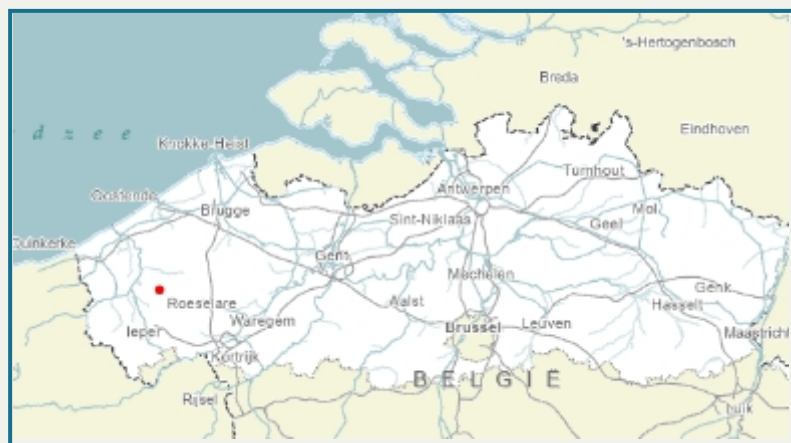 's-Hertogenbosch
Breda
d z e e
Eindhoven
Knokke-Heist
Turnhout
Oostende
Antwerpen
Brugge
Mol
Sint-Niklaas
Geel
Duinkerke
Gent
Mechelen
Genk
Roeselare
Aalst
Hasselt
Ieper
Waregem
Brussel
Leuven
Maastricht
Kortrijk
BELGIË
Rijsel
Luik